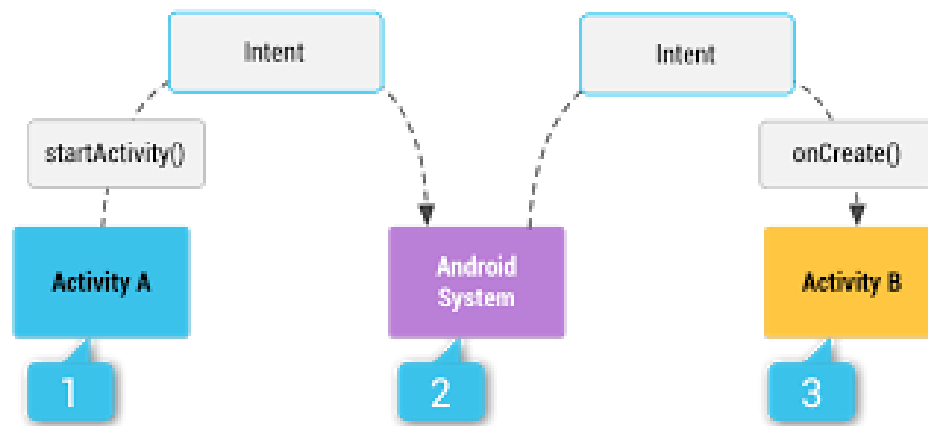 Intent
Intent
startActivity()
onCreate()
Activity A
Android
System
Activity B
1
2
3